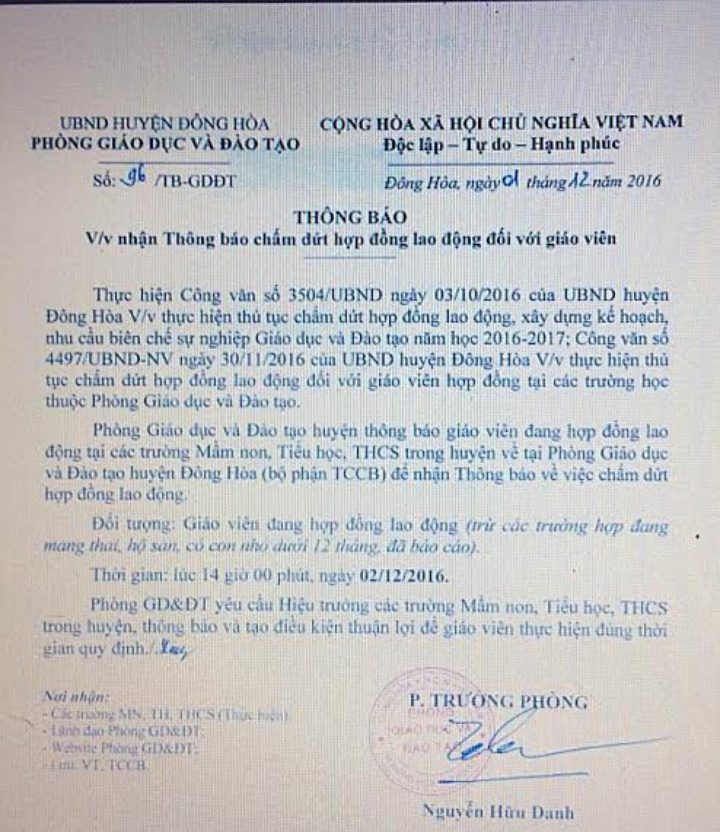 UBND HUYỆN ĐÔNG HÒA
PHÒNG GIÁO DỤC VÀ ĐÀO TẠO
CỘNG HÒA XÃ HỘI CHỦ NGHĨA VIỆT NAM
Độc lập – Tự do – Hạnh phúc
Số: 96 /TB-GDĐT
Đông Hòa, ngày 01 tháng 12 năm 2016
THÔNG BÁO
V/v nhận Thông báo chấm dứt hợp đồng lao động đối với giáo viên
Thực hiện Công văn số 3504/UBND ngày 03/10/2016 của UBND huyện
Đông Hòa V/v thực hiện thủ tục chấm dứt hợp đồng lao động, xây dựng kế hoạch,
nhu cầu biên chế sự nghiệp Giáo dục và Đào tạo năm học 2016-2017; Công văn số
4497/UBND-NV ngày 30/11/2016 của UBND huyện Đông Hòa V/v thực hiện thủ
tục chấm dứt hợp đồng lao động đối với giáo viên hợp đồng tại các trường học
thuộc Phòng Giáo dục và Đào tạo.
Phòng Giáo dục và Đào tạo huyện thông báo giáo viên đang hợp đồng lao
động tại các trường Mầm non, Tiểu học, THCS trong huyện về tại Phòng Giáo dục
và Đào tạo huyện Đông Hòa (bộ phận TCCB) để nhận Thông báo về việc chấm dứt
hợp đồng lao động.
Đối tượng: Giáo viên đang hợp đồng lao động (trừ các trường hợp đang
mang thai, hộ sản, có con nhỏ dưới 12 tháng, đã báo cáo).
Thời gian: lúc 14 giờ 00 phút, ngày 02/12/2016.
Phòng GD&ĐT yêu cầu Hiệu trưởng các trường Mầm non, Tiểu học, THCS
trong huyện, thông báo và tạo điều kiện thuận lợi để giáo viên thực hiện đúng thời
gian quy định./.
Nơi nhận:
- Các trường MN, TH, THCS (Thực hiện);
- Lãnh đạo Phòng GD&ĐT;
- Website Phòng GD&ĐT;
- Lưu VT, TCCB.
P. TRƯỞNG PHÒNG
PHÒNG
GIÁO DỤC VÀ
ĐÀO TẠO
Nguyễn Hữu Danh